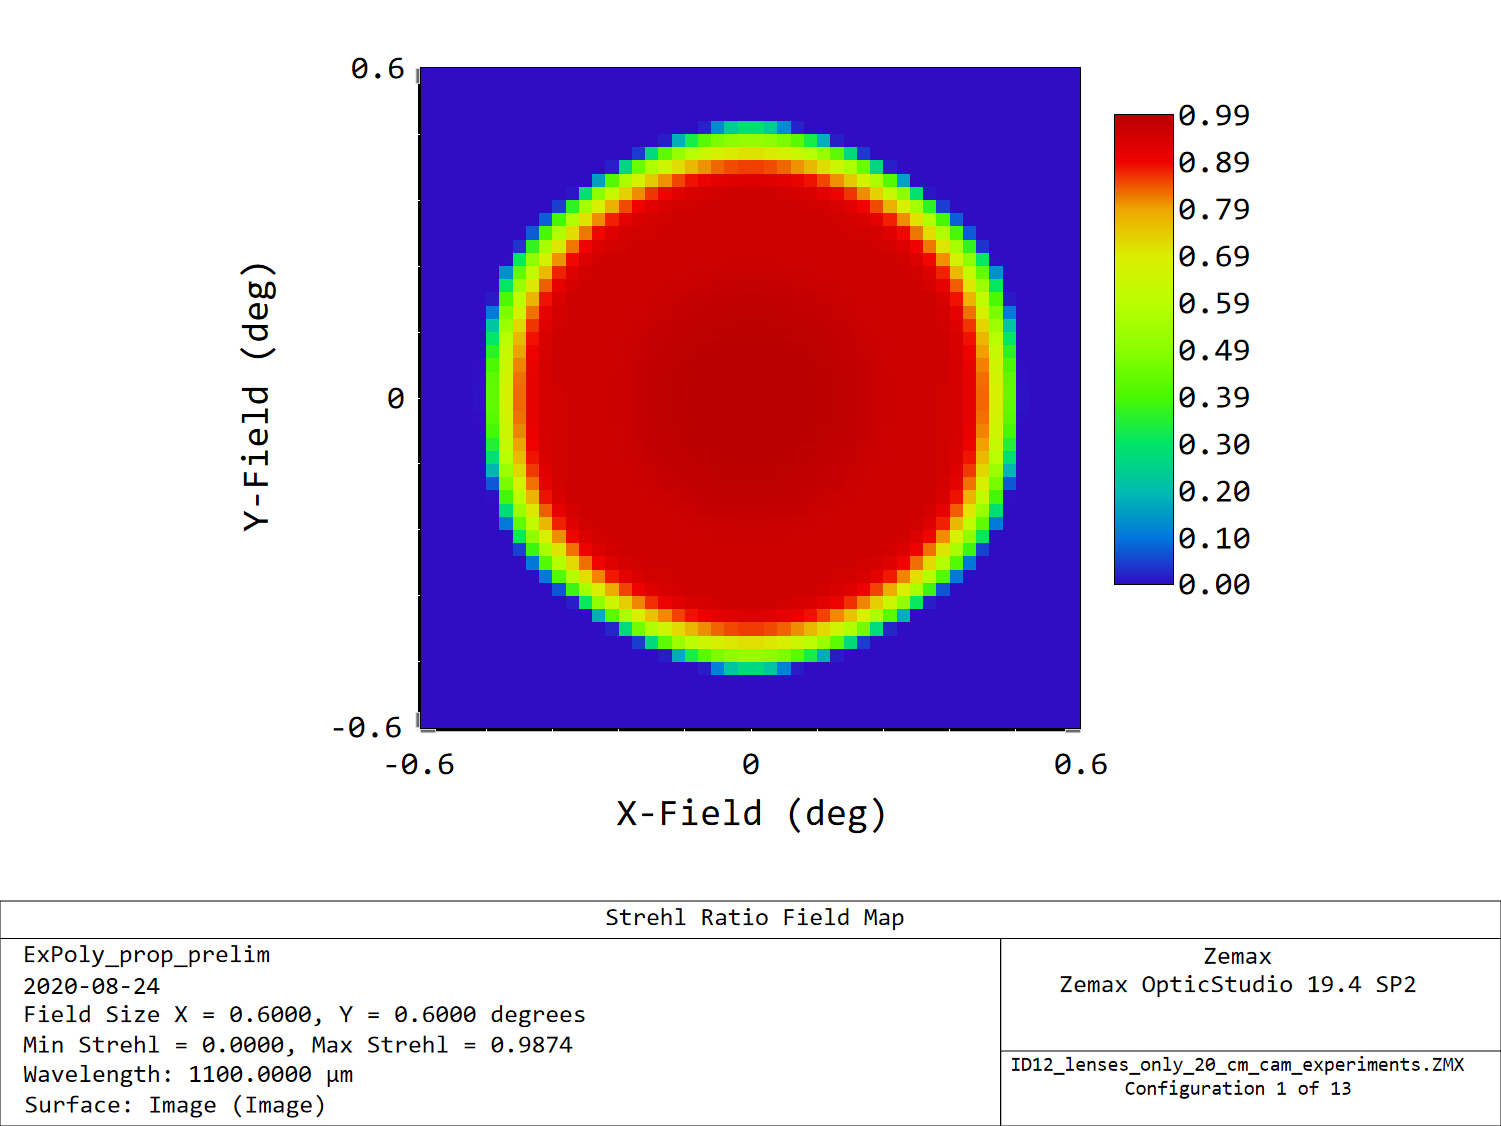 0.6
0
-0.6
Y-Field (deg)
-0.6 0 0.6
X-Field (deg)
0.99
0.89
0.79
0.69
0.59
0.49
0.39
0.30
0.20
0.10
0.00
Strehl Ratio Field Map
ExPoly_prop_prelim
2020-08-24
Field Size X = 0.6000, Y = 0.6000 degrees
Min Strehl = 0.0000, Max Strehl = 0.9874
Wavelength: 1100.0000 µm
Surface: Image (Image)
Zemax
Zemax OpticStudio 19.4 SP2
ID12_lenses_only_20_cm_cam_experiments.ZMX
Configuration 1 of 13